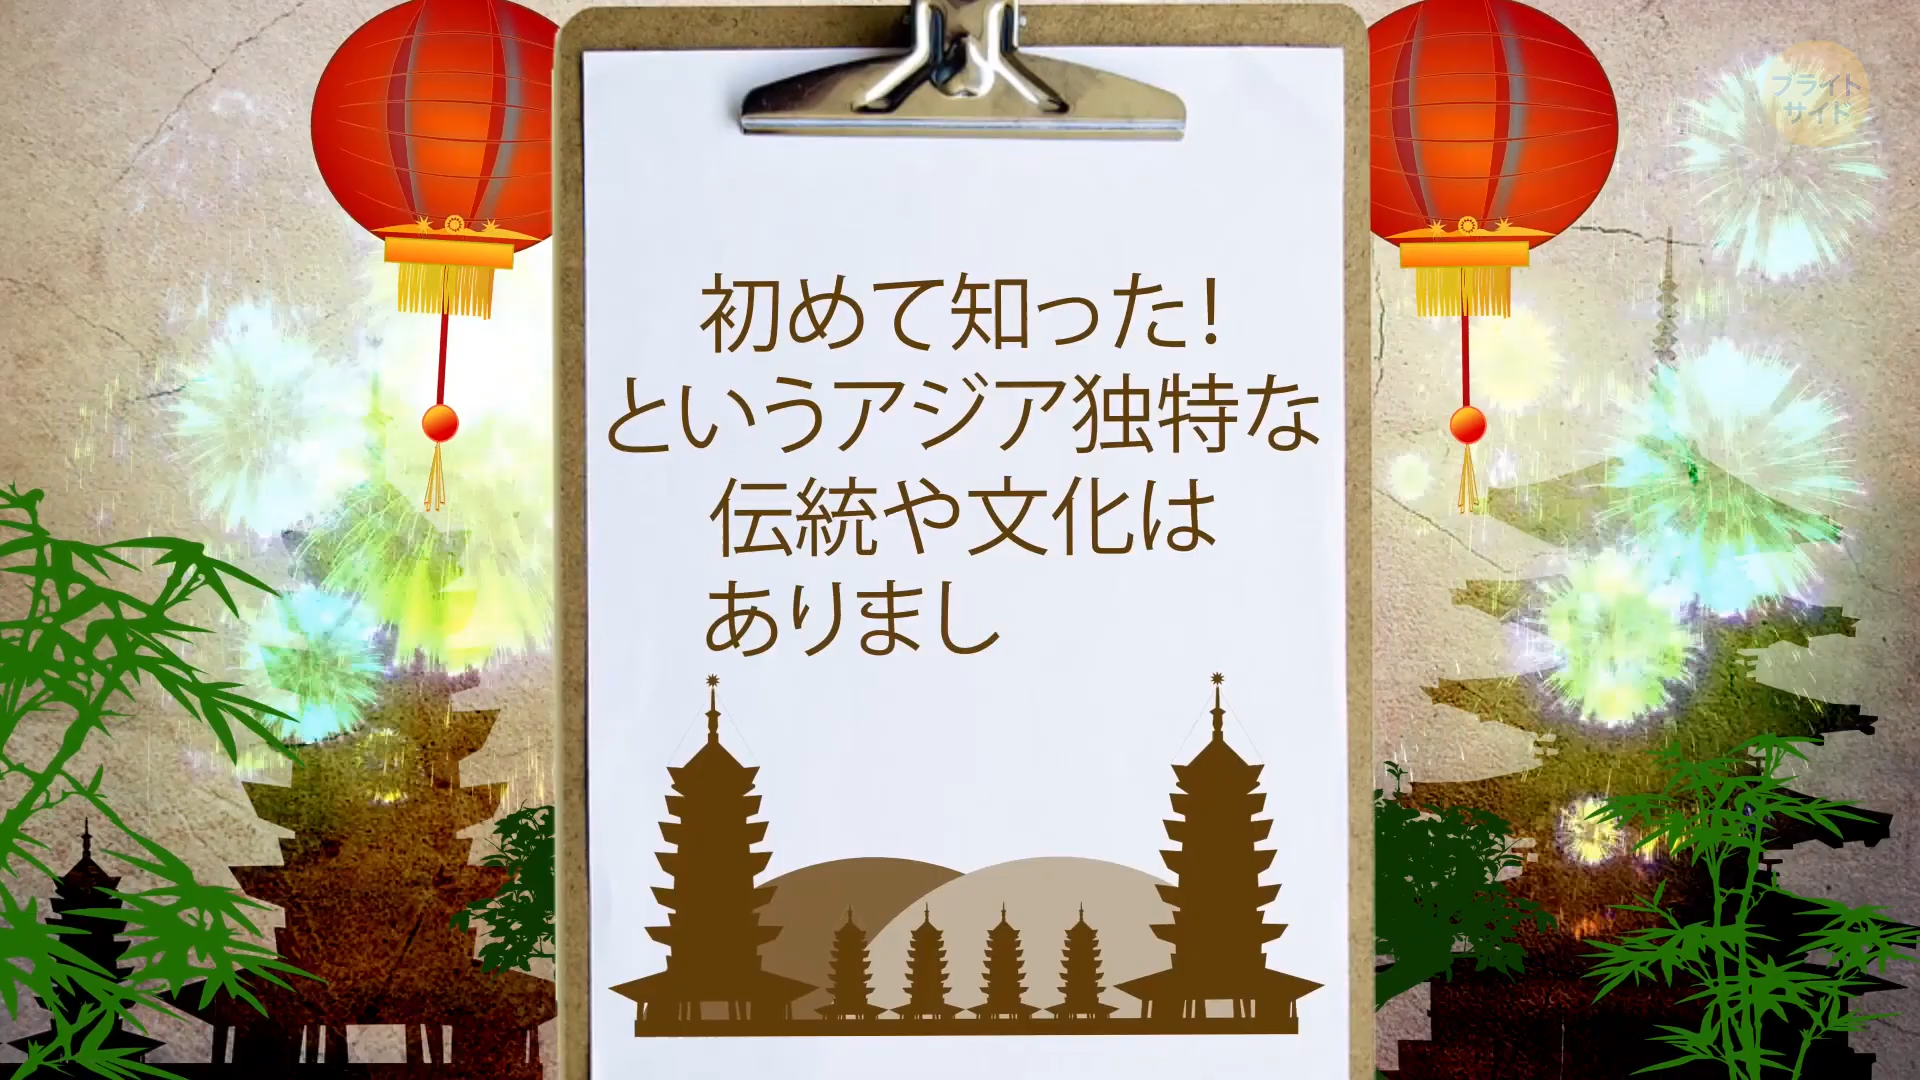 ブライト
サイド
初めて知った!
というアジア独特な
伝統や文化は
ありまし